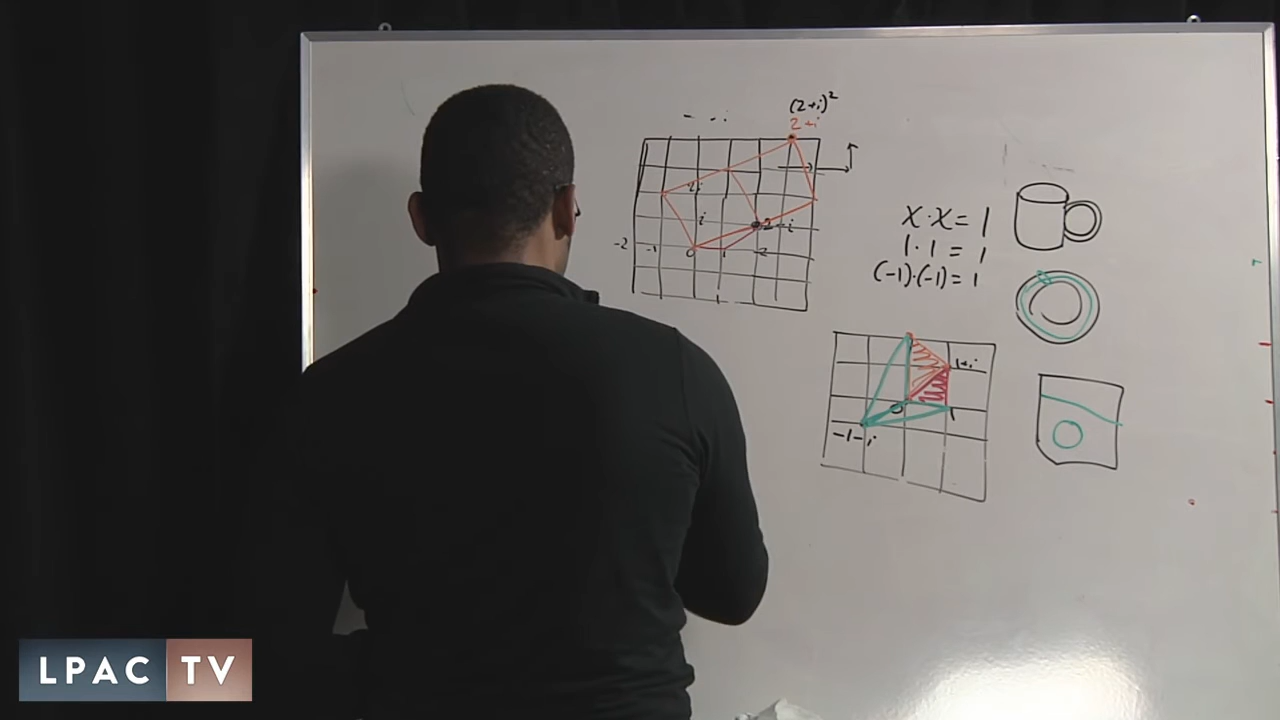 (2+i)²
2+i
2i
i
2+i
-2 -1 0 1 2
x·x=1
1·1=1
(-1)·(-1)=1
1+i
0 1
-1-i
LPAC TV